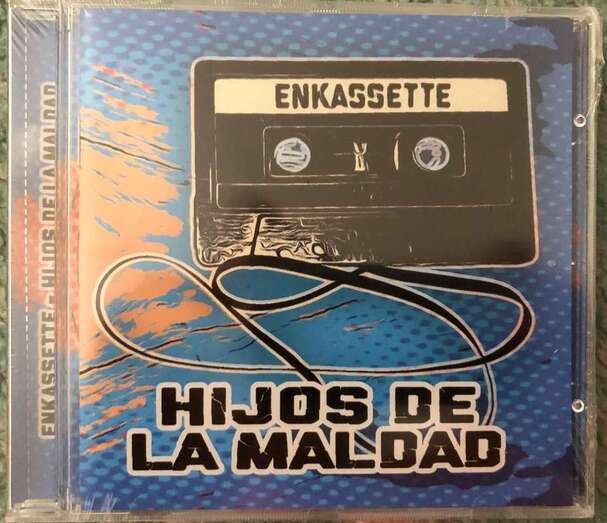 ENKASSETTE
HIJOS DE
LA MALDAD
ENKASSETTE - HIJOS DE LA MALDAD